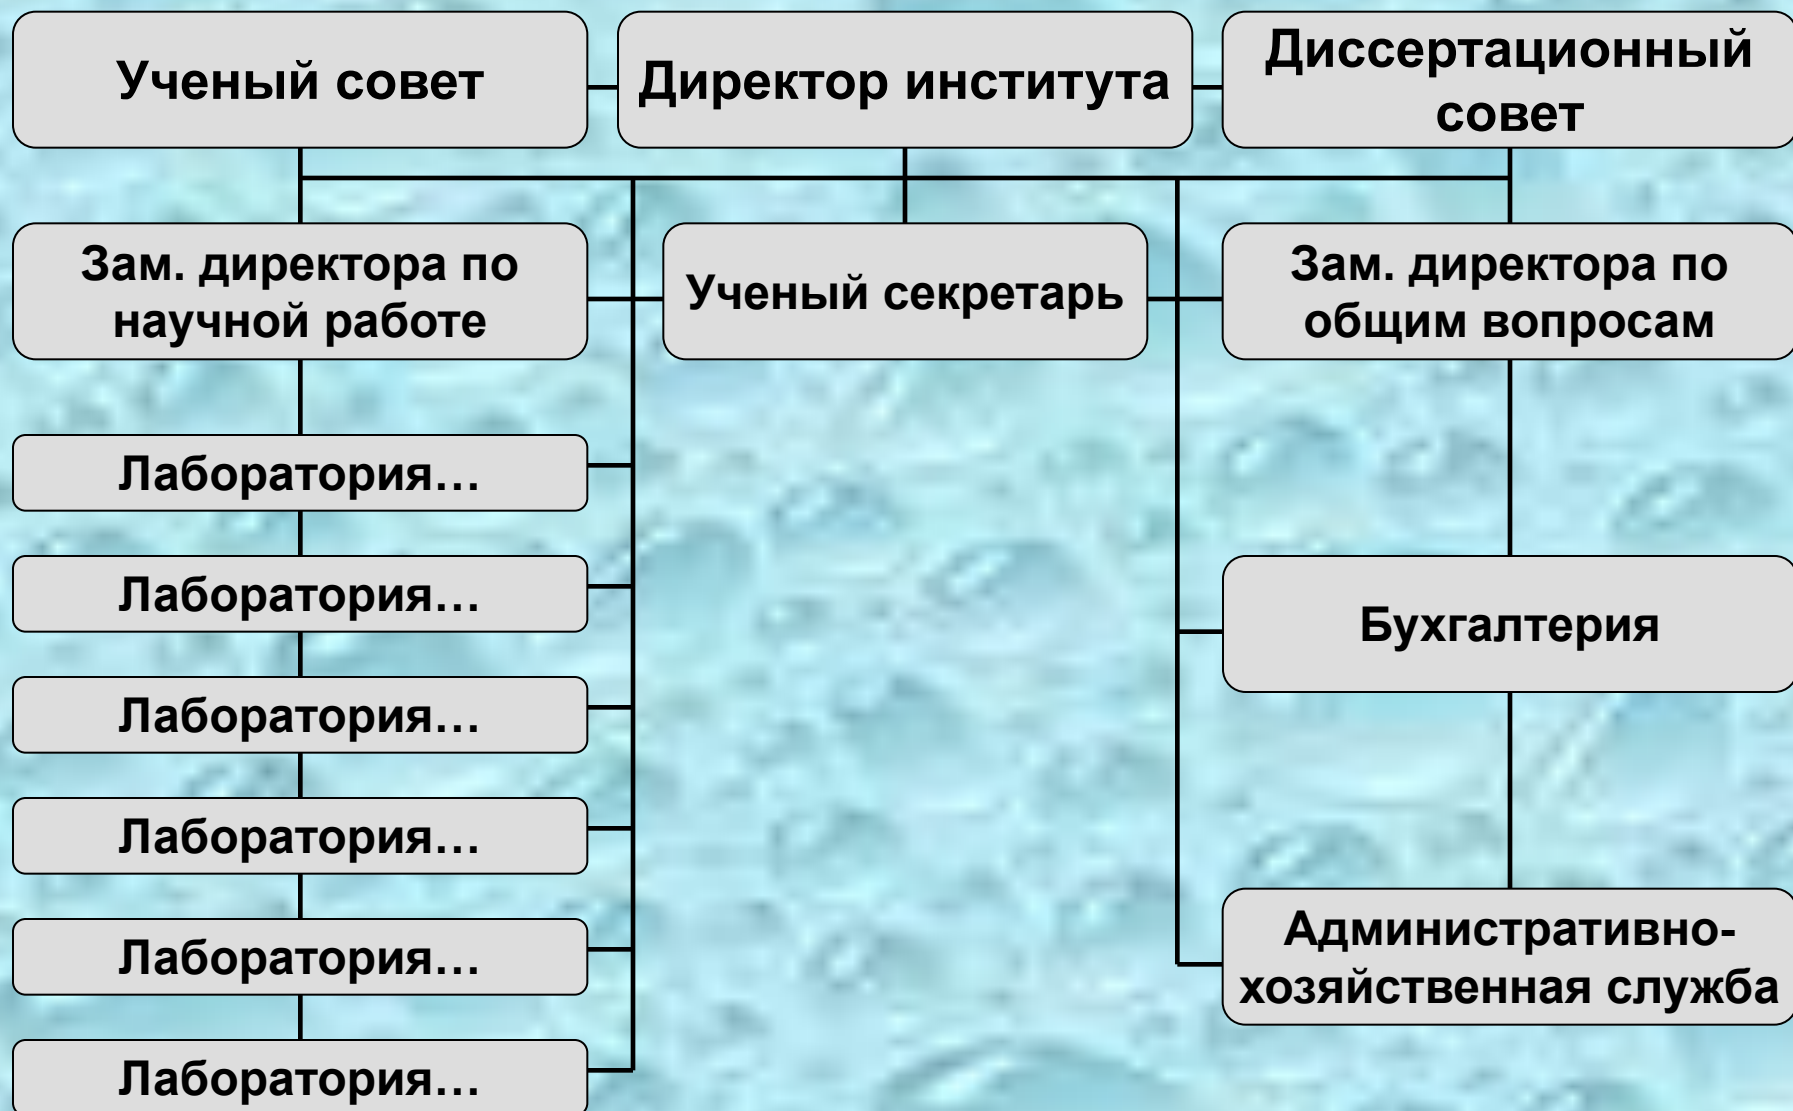 Ученый совет
Директор института
Диссертационный
совет
Зам. директора по
научной работе
Ученый секретарь
Зам. директора по
общим вопросам
Лаборатория…
Лаборатория…
Лаборатория…
Лаборатория…
Лаборатория…
Лаборатория…
Бухгалтерия
Административно-
хозяйственная служба